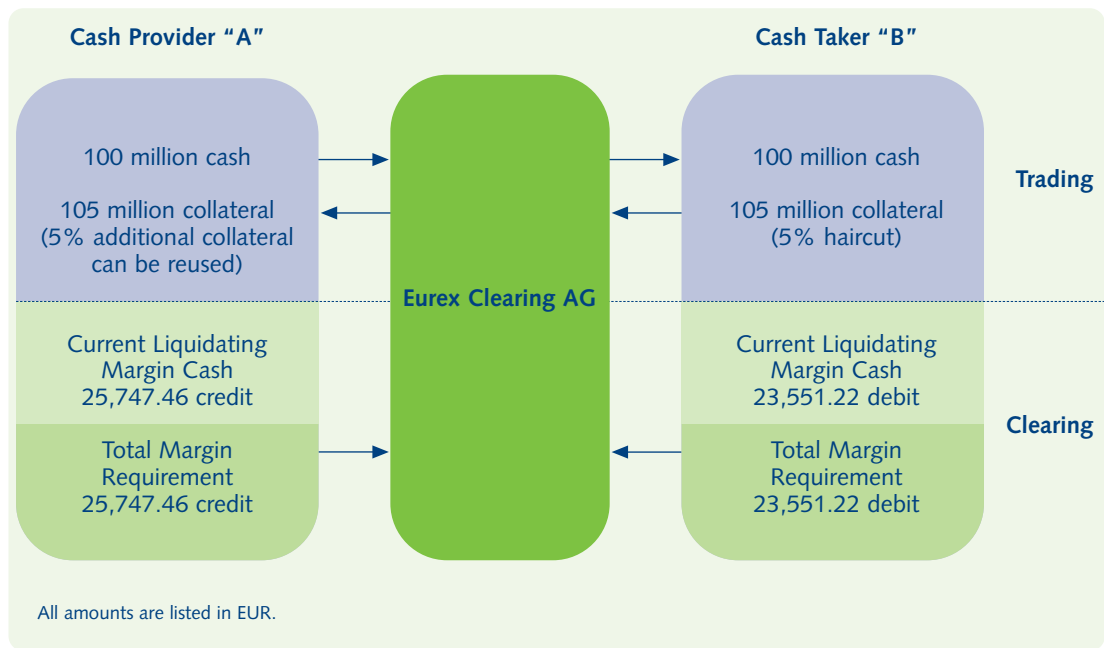 Cash Provider “A”
Cash Taker “B”
100 million cash
105 million collateral
(5% additional collateral
can be reused)
100 million cash
105 million collateral
(5% haircut)
Trading
Eurex Clearing AG
Current Liquidating
Margin Cash
25,747.46 credit
Current Liquidating
Margin Cash
23,551.22 debit
Clearing
Total Margin
Requirement
25,747.46 credit
Total Margin
Requirement
23,551.22 debit
All amounts are listed in EUR.